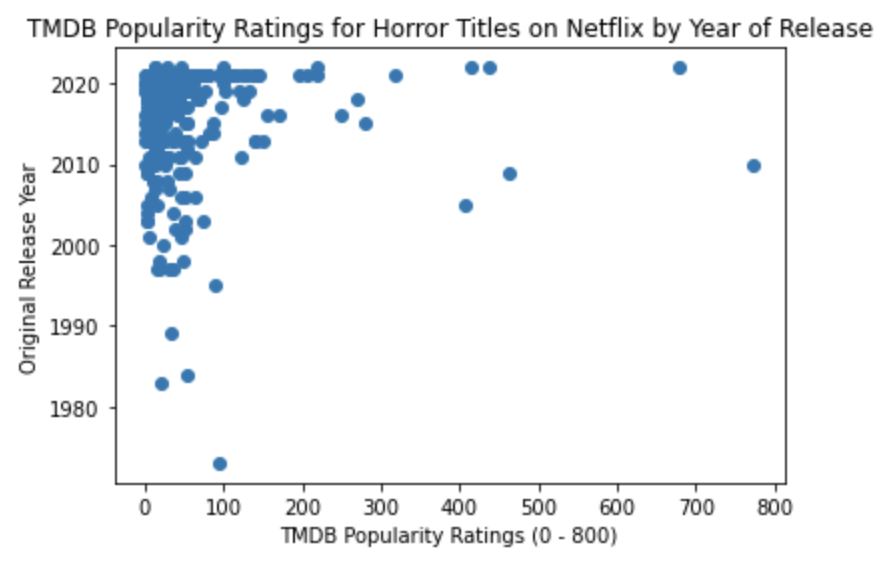 TMDB Popularity Ratings for Horror Titles on Netflix by Year of Release
2020
2010
2000
1990
1980
Original Release Year
0 100 200 300 400 500 600 700 800
TMDB Popularity Ratings (0 - 800)